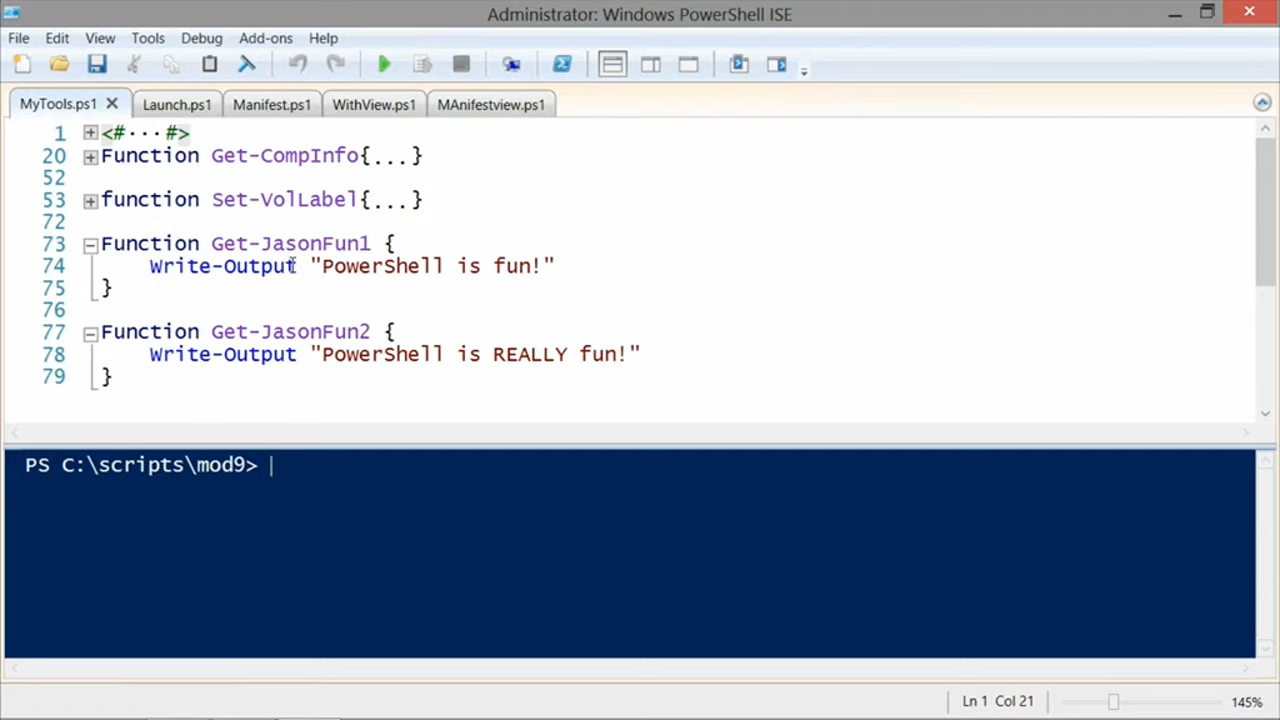 Administrator: Windows PowerShell ISE
File Edit View Tools Debug Add-ons Help
MyTools.ps1 Launch.ps1 Manifest.ps1 WithView.ps1 MAnifestview.ps1
1 <#...#>
20 Function Get-CompInfo{...}
52
53 function Set-VolLabel{...}
72
73 Function Get-JasonFun1 {
74 Write-Output "PowerShell is fun!"
75 }
76
77 Function Get-JasonFun2 {
78 Write-Output "PowerShell is REALLY fun!"
79 }
PS C:\scripts\mod9>
Ln 1 Col 21 145%